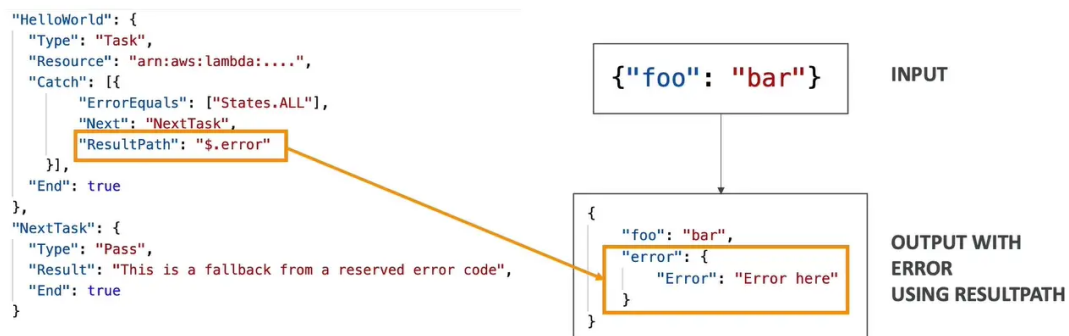 "HelloWorld": {
"Type": "Task",
"Resource": "arn:aws:lambda:....",
"Catch": [{
"ErrorEquals": ["States.ALL"],
"Next": "NextTask",
"ResultPath": "$.error"
}],
"End": true
},
"NextTask": {
"Type": "Pass",
"Result": "This is a fallback from a reserved error code",
"End": true
}
{"foo": "bar"}
INPUT
{
"foo": "bar",
"error": {
"Error": "Error here"
}
}
OUTPUT WITH
ERROR
USING RESULTPATH